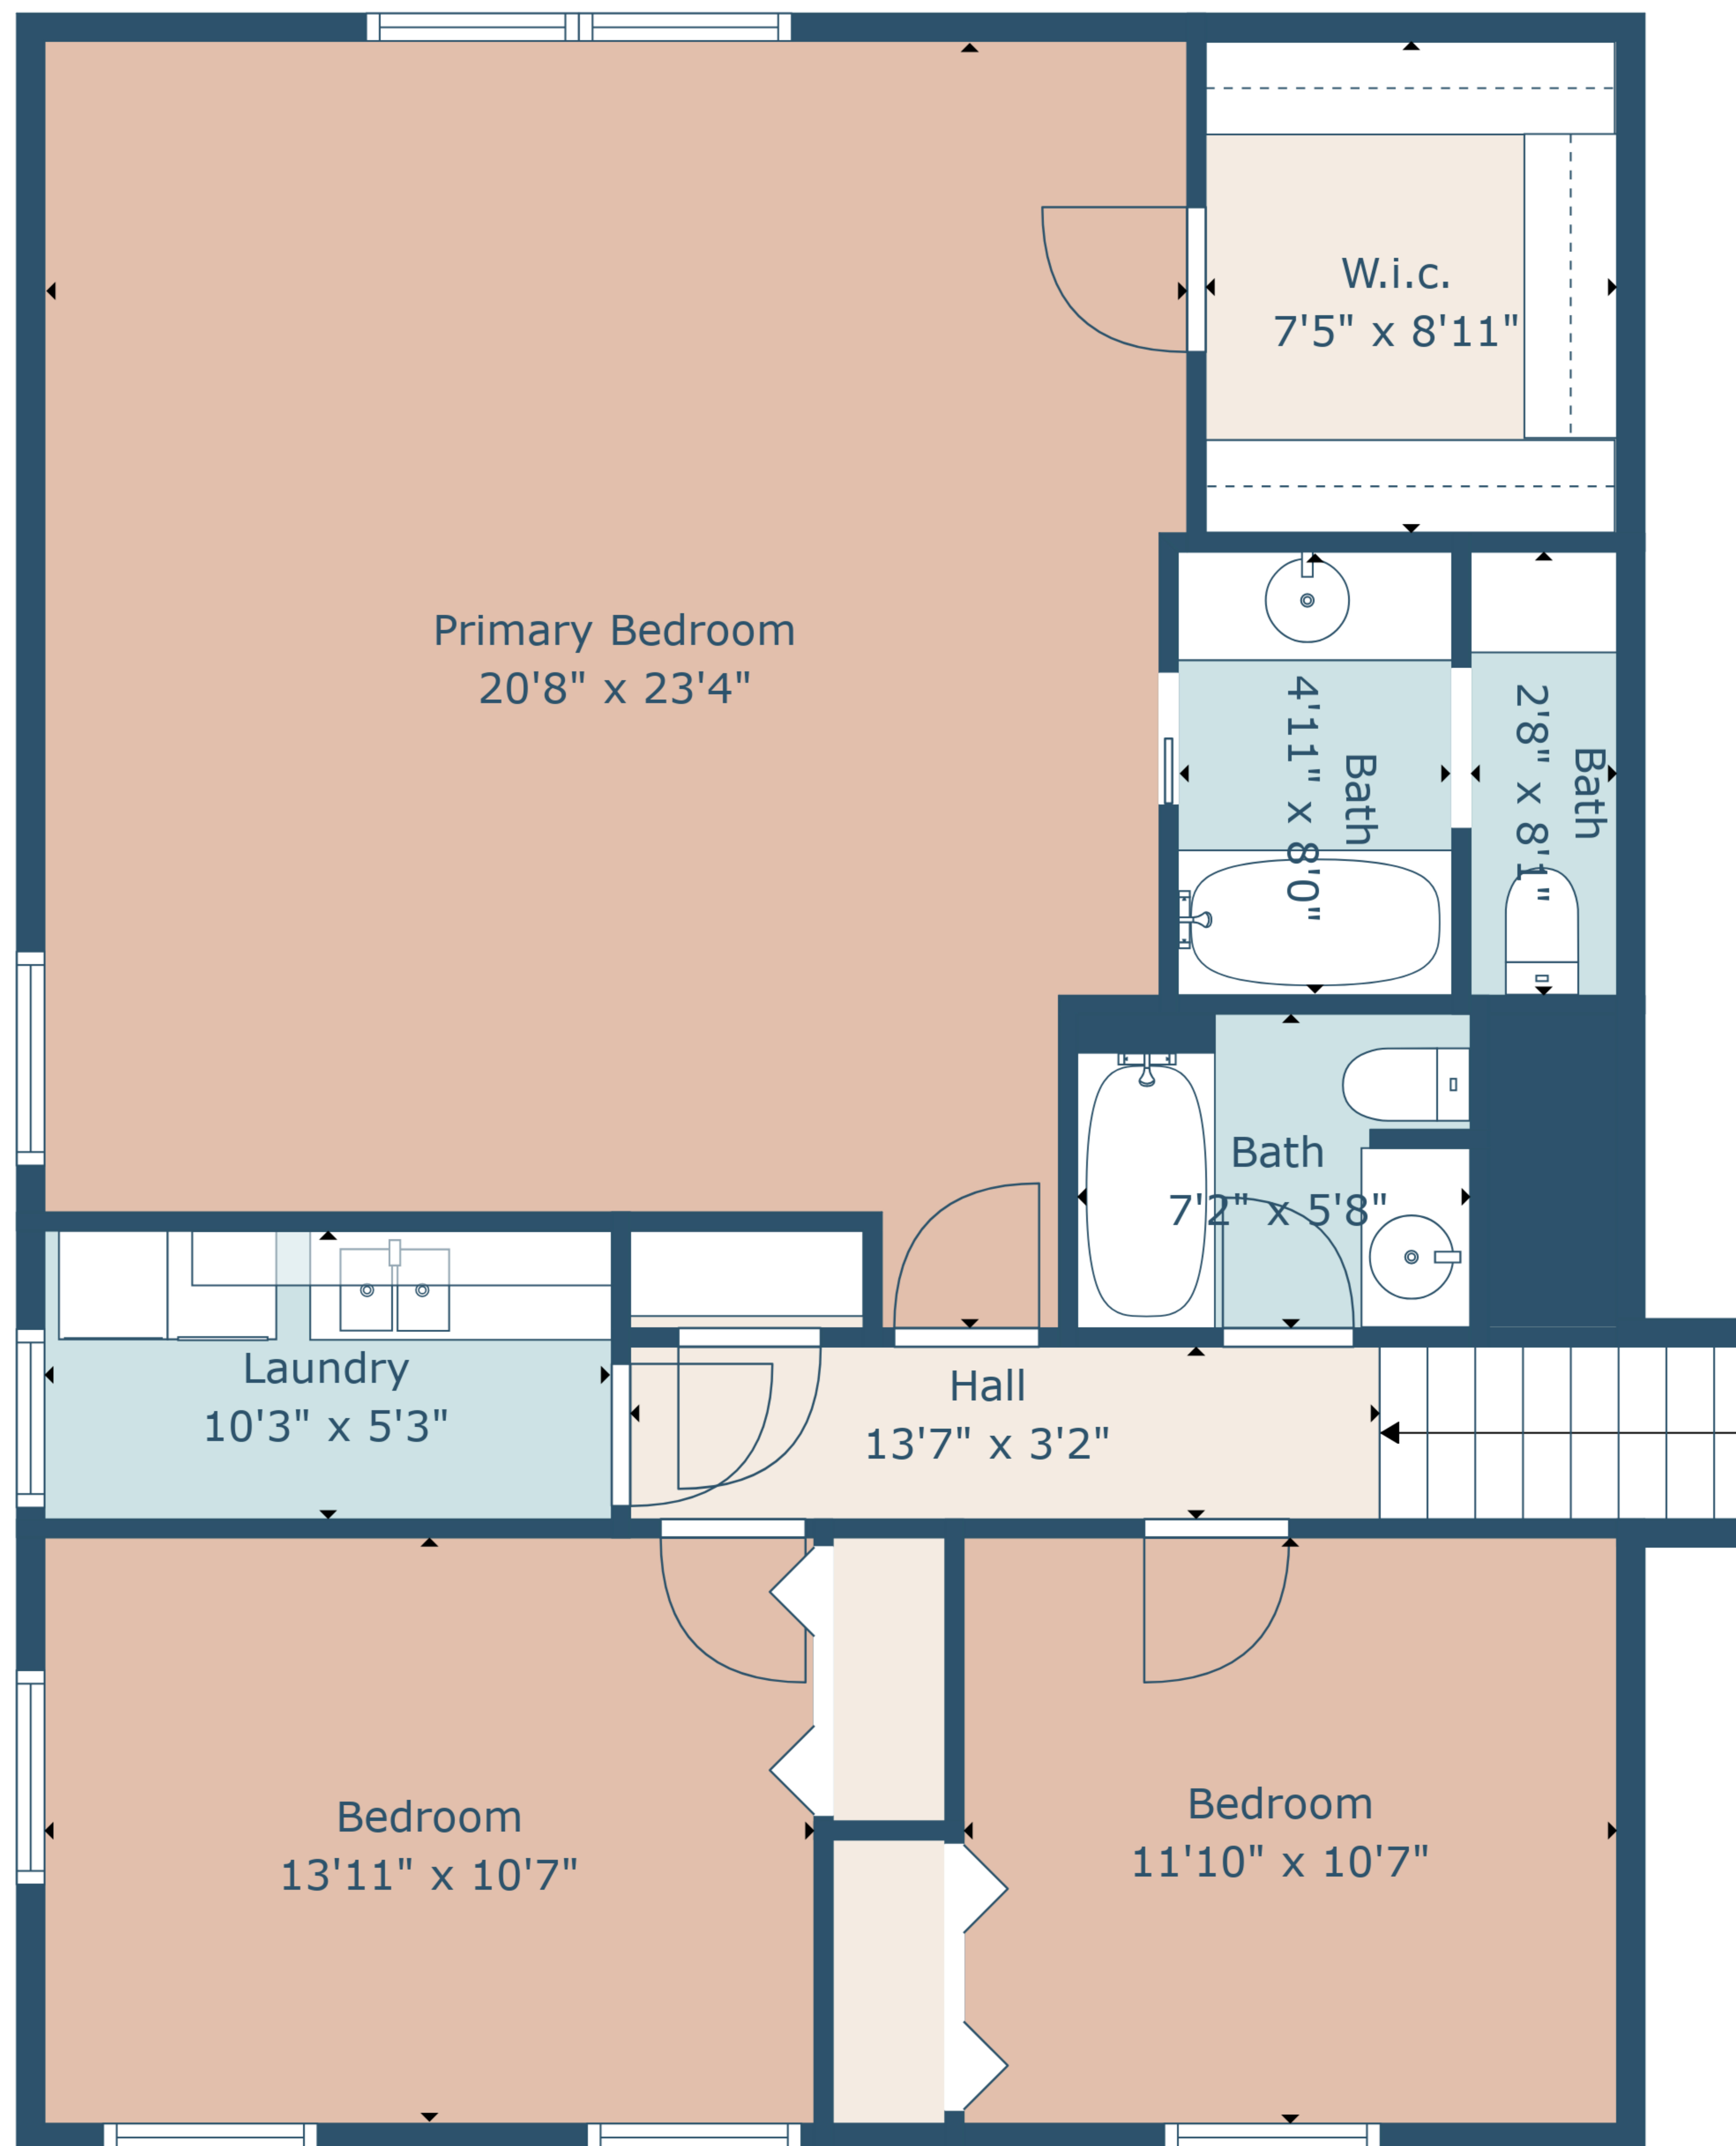 W.i.c.
7'5" x 8'11"
Primary Bedroom
20'8" x 23'4"
Bath
4'11" x 8'0"
Bath
2'8" x 8'1"
Bath
7'2" x 5'8"
Laundry
10'3" x 5'3"
Hall
13'7" x 3'2"
Bedroom
13'11" x 10'7"
Bedroom
11'10" x 10'7"